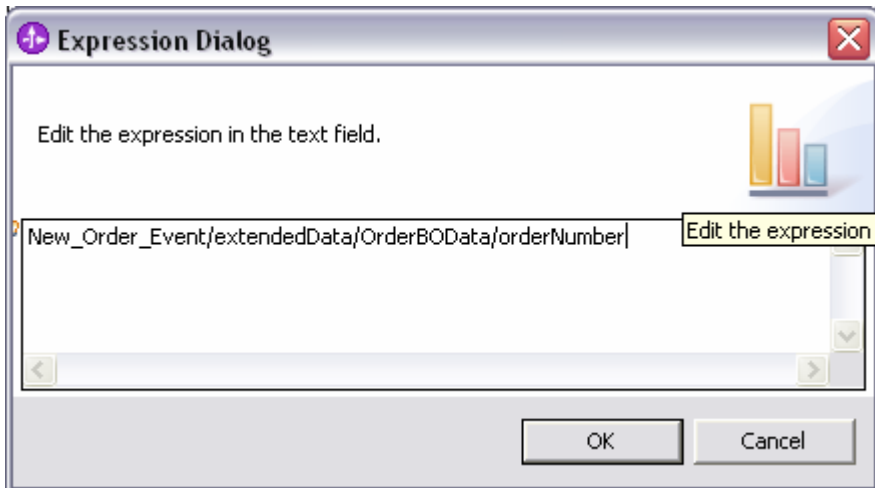 Expression Dialog
Edit the expression in the text field.
New_Order_Event/extendedData/OrderBOData/orderNumber
Edit the expression
OK
Cancel